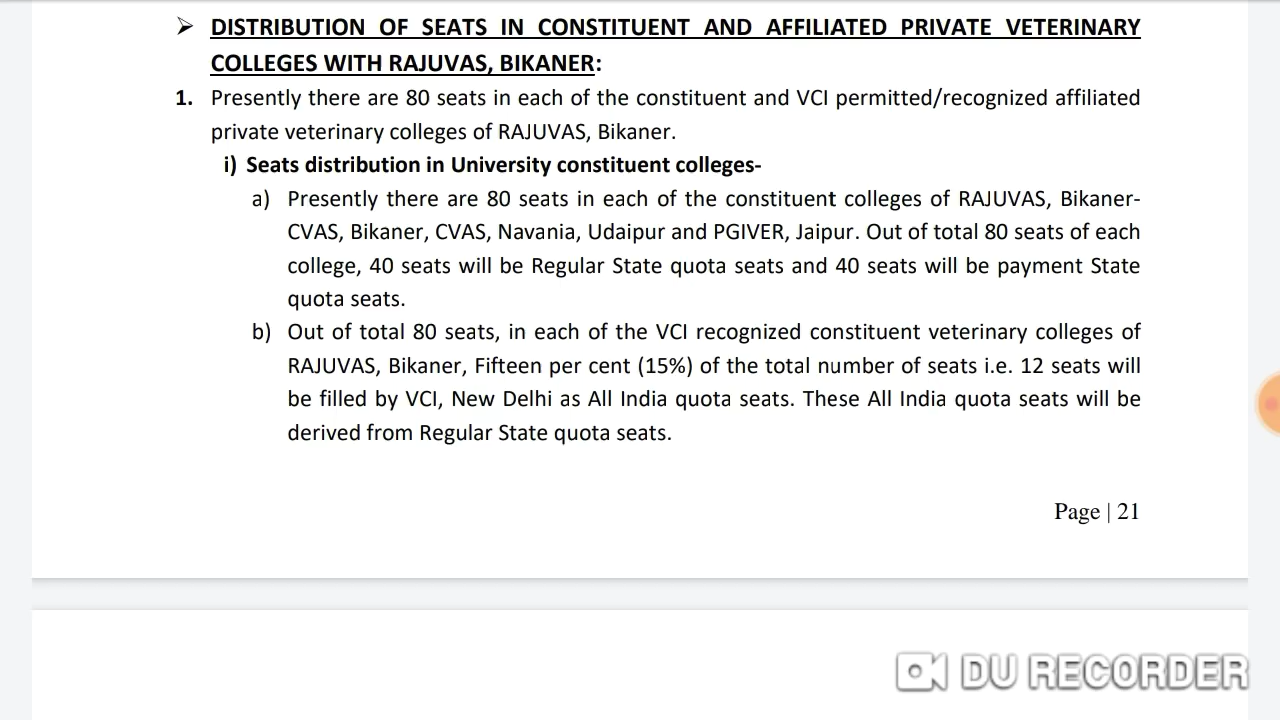 ➢ DISTRIBUTION OF SEATS IN CONSTITUENT AND AFFILIATED PRIVATE VETERINARY
COLLEGES WITH RAJUVAS, BIKANER:
1. Presently there are 80 seats in each of the constituent and VCI permitted/recognized affiliated
private veterinary colleges of RAJUVAS, Bikaner.
i) Seats distribution in University constituent colleges-
a) Presently there are 80 seats in each of the constituent colleges of RAJUVAS, Bikaner-
CVAS, Bikaner, CVAS, Navania, Udaipur and PGIVER, Jaipur. Out of total 80 seats of each
college, 40 seats will be Regular State quota seats and 40 seats will be payment State
quota seats.
b) Out of total 80 seats, in each of the VCI recognized constituent veterinary colleges of
RAJUVAS, Bikaner, Fifteen per cent (15%) of the total number of seats i.e. 12 seats will
be filled by VCI, New Delhi as All India quota seats. These All India quota seats will be
derived from Regular State quota seats.
Page | 21
DU RECORDER